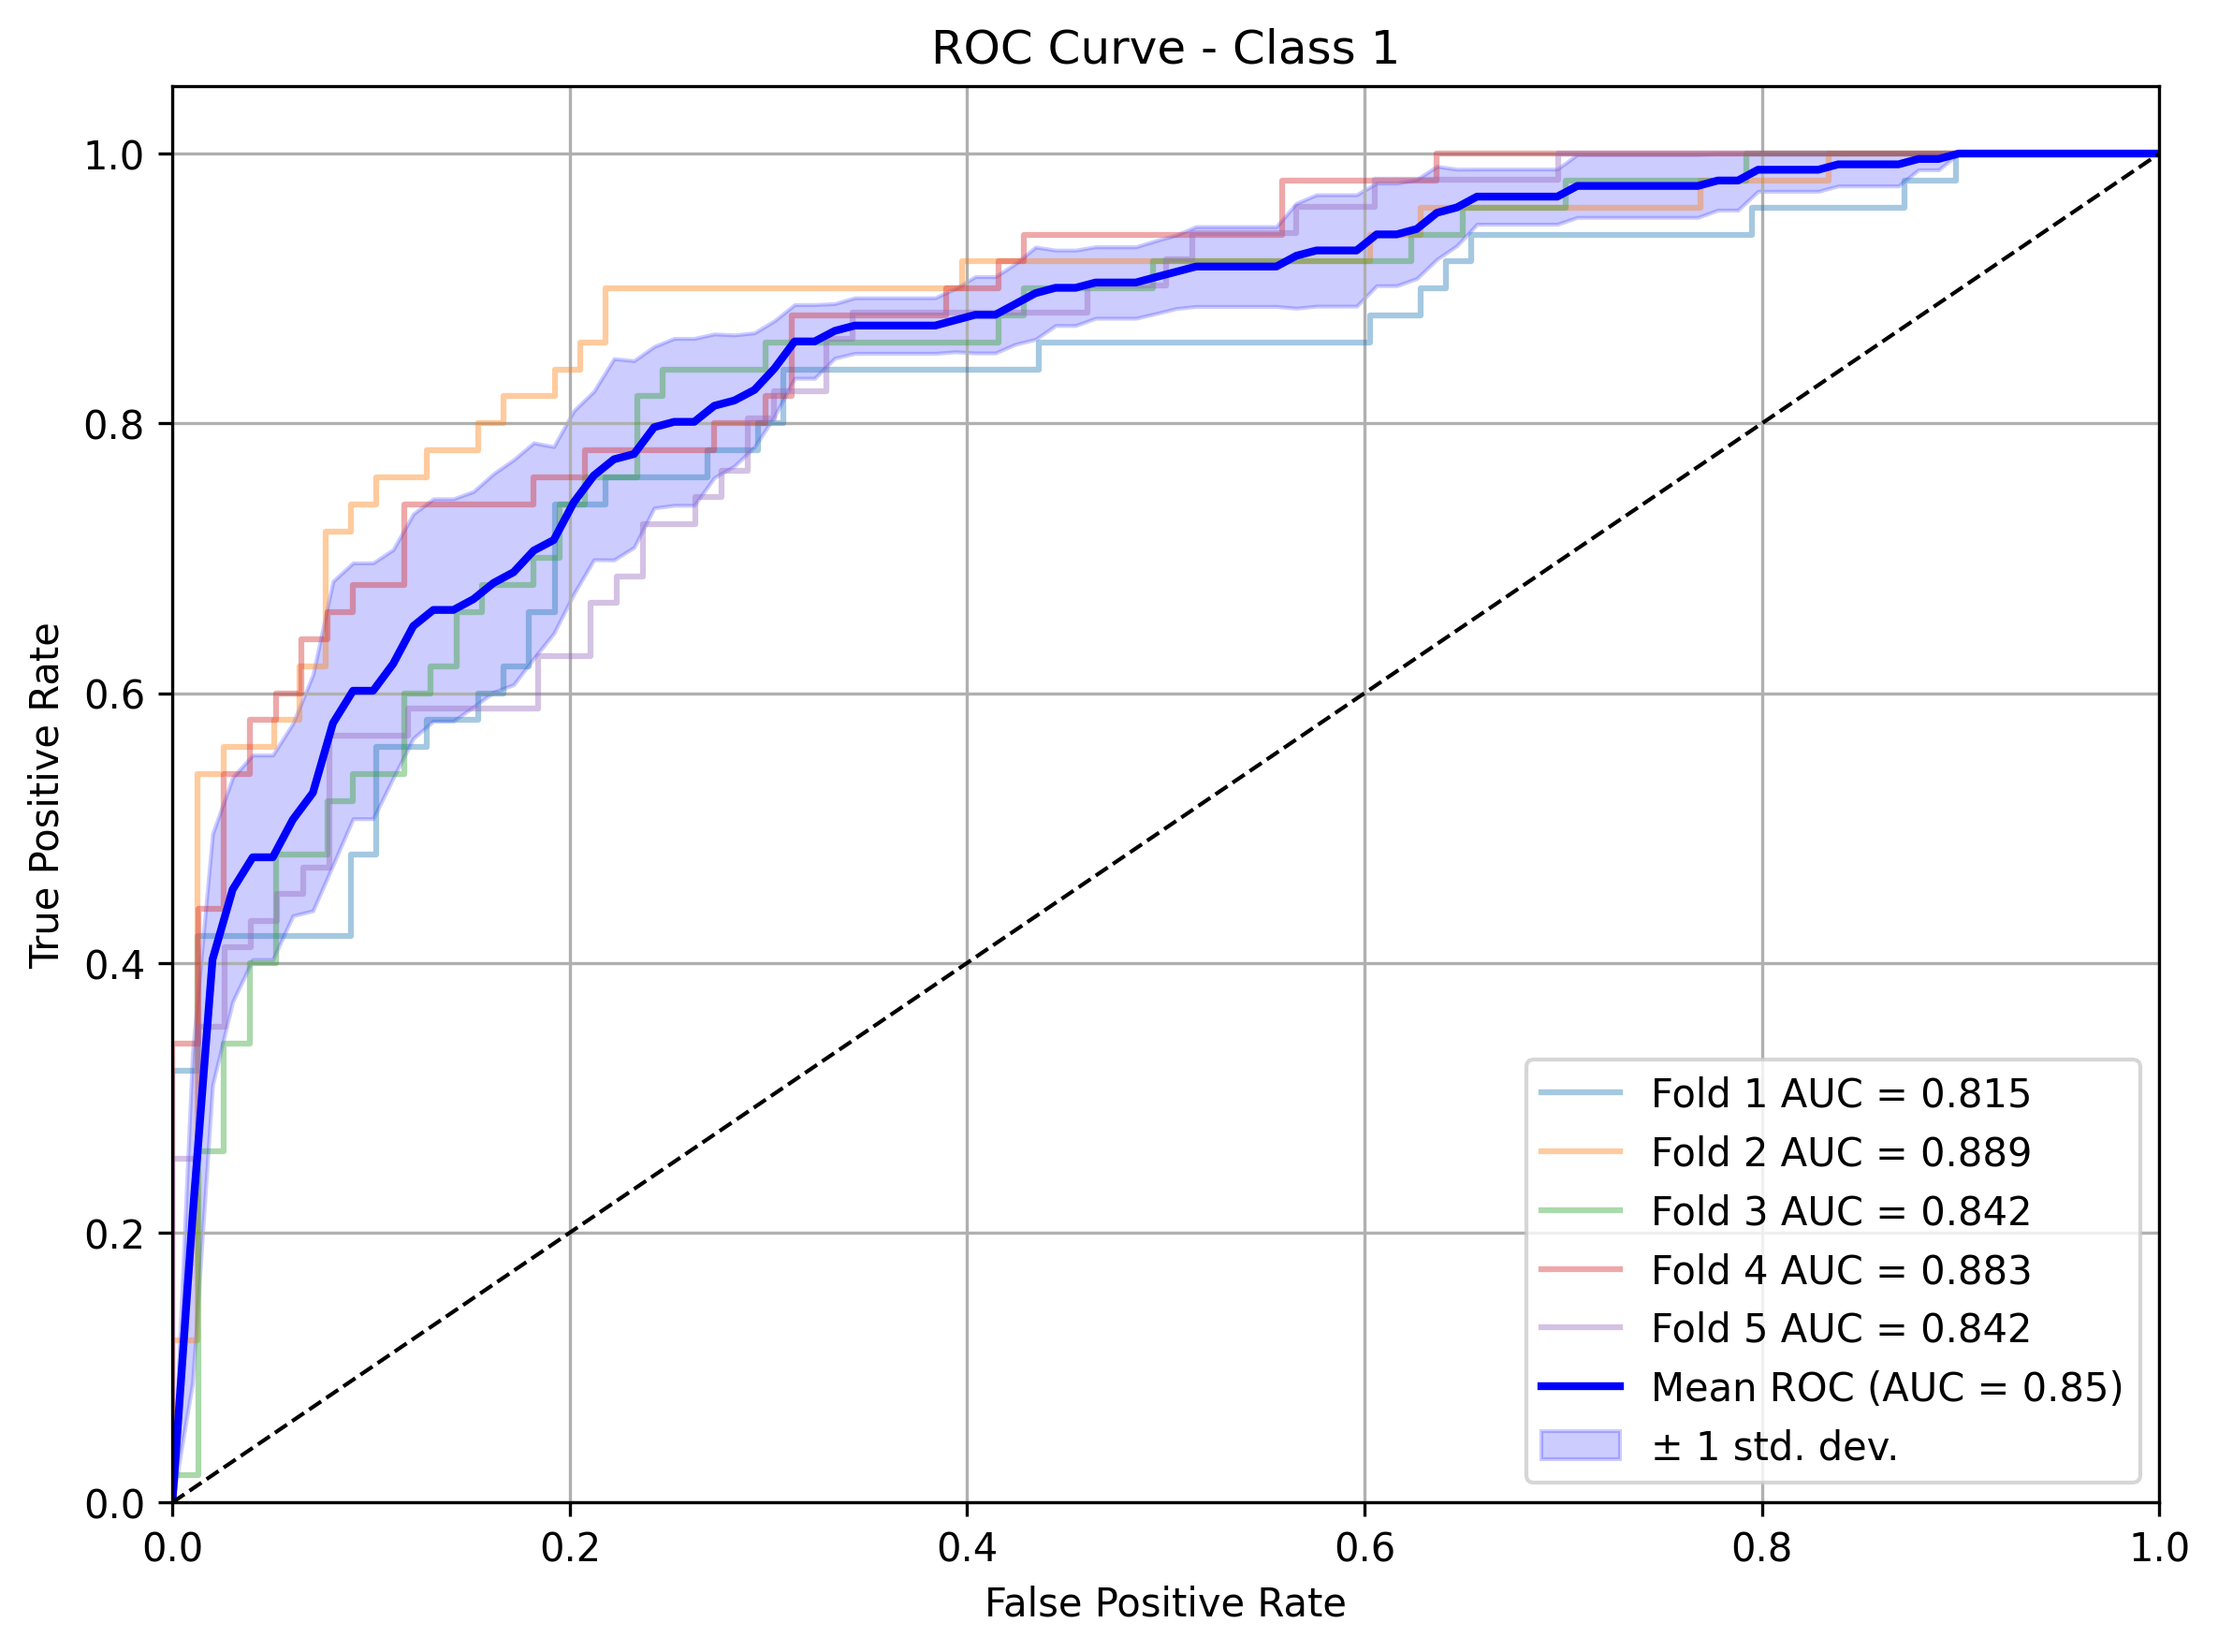 ROC Curve - Class 1
True Positive Rate
1.0
0.8
0.6
0.4
0.2
0.0
0.0 0.2 0.4 0.6 0.8 1.0
False Positive Rate
Fold 1 AUC = 0.815
Fold 2 AUC = 0.889
Fold 3 AUC = 0.842
Fold 4 AUC = 0.883
Fold 5 AUC = 0.842
Mean ROC (AUC = 0.85)
± 1 std. dev.